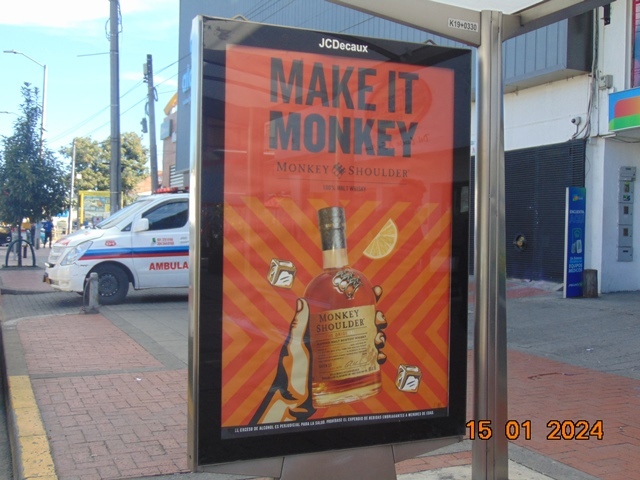 K19+0330
JCDecaux
MAKE IT
MONKEY
MONKEY SHOULDER
100% MALT WHISKY
AMBULA
MONKEY
SHOULDER
EL EXCESO DE ALCOHOL ES PERJUDICIAL PARA LA SALUD. PROHÍBASE EL EXPENDIO DE BEBIDAS EMBRIAGANTES A MENORES DE EDAD.
15 01 2024